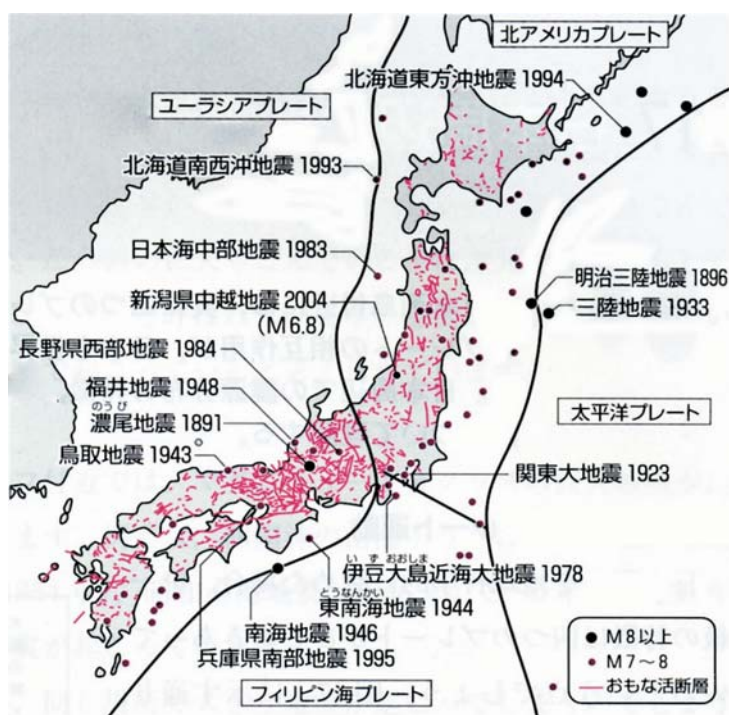 北アメリカプレート
北海道東方沖地震 1994
ユーラシアプレート
北海道南西沖地震 1993
日本海中部地震 1983
新潟県中越地震 2004
(M6.8)
明治三陸地震 1896
三陸地震 1933
長野県西部地震 1984
福井地震 1948
のうび
濃尾地震 1891
鳥取地震 1943
太平洋プレート
関東大地震 1923
いずおおしま
伊豆大島近海大地震 1978
とうなんかい
東南海地震 1944
南海地震 1946
兵庫県南部地震 1995
フィリピン海プレート
M8以上
M7〜8
おもな活断層